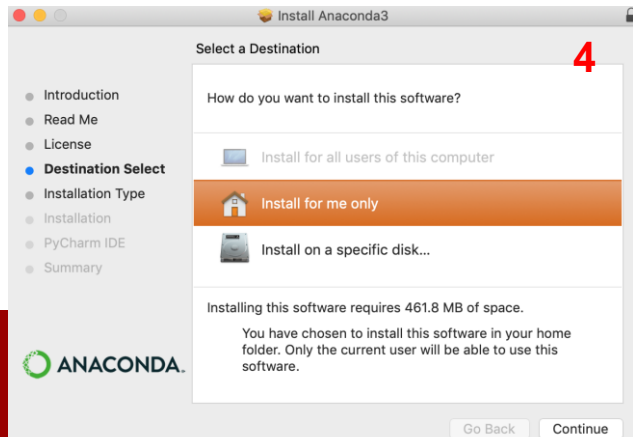 Install Anaconda3
Select a Destination
4
Introduction
Read Me
License
Destination Select
Installation Type
Installation
PyCharm IDE
Summary
How do you want to install this software?
Install for all users of this computer
Install for me only
Install on a specific disk...
Installing this software requires 461.8 MB of space.
You have chosen to install this software in your home
folder. Only the current user will be able to use this
software.
ANACONDA.
Go Back
Continue